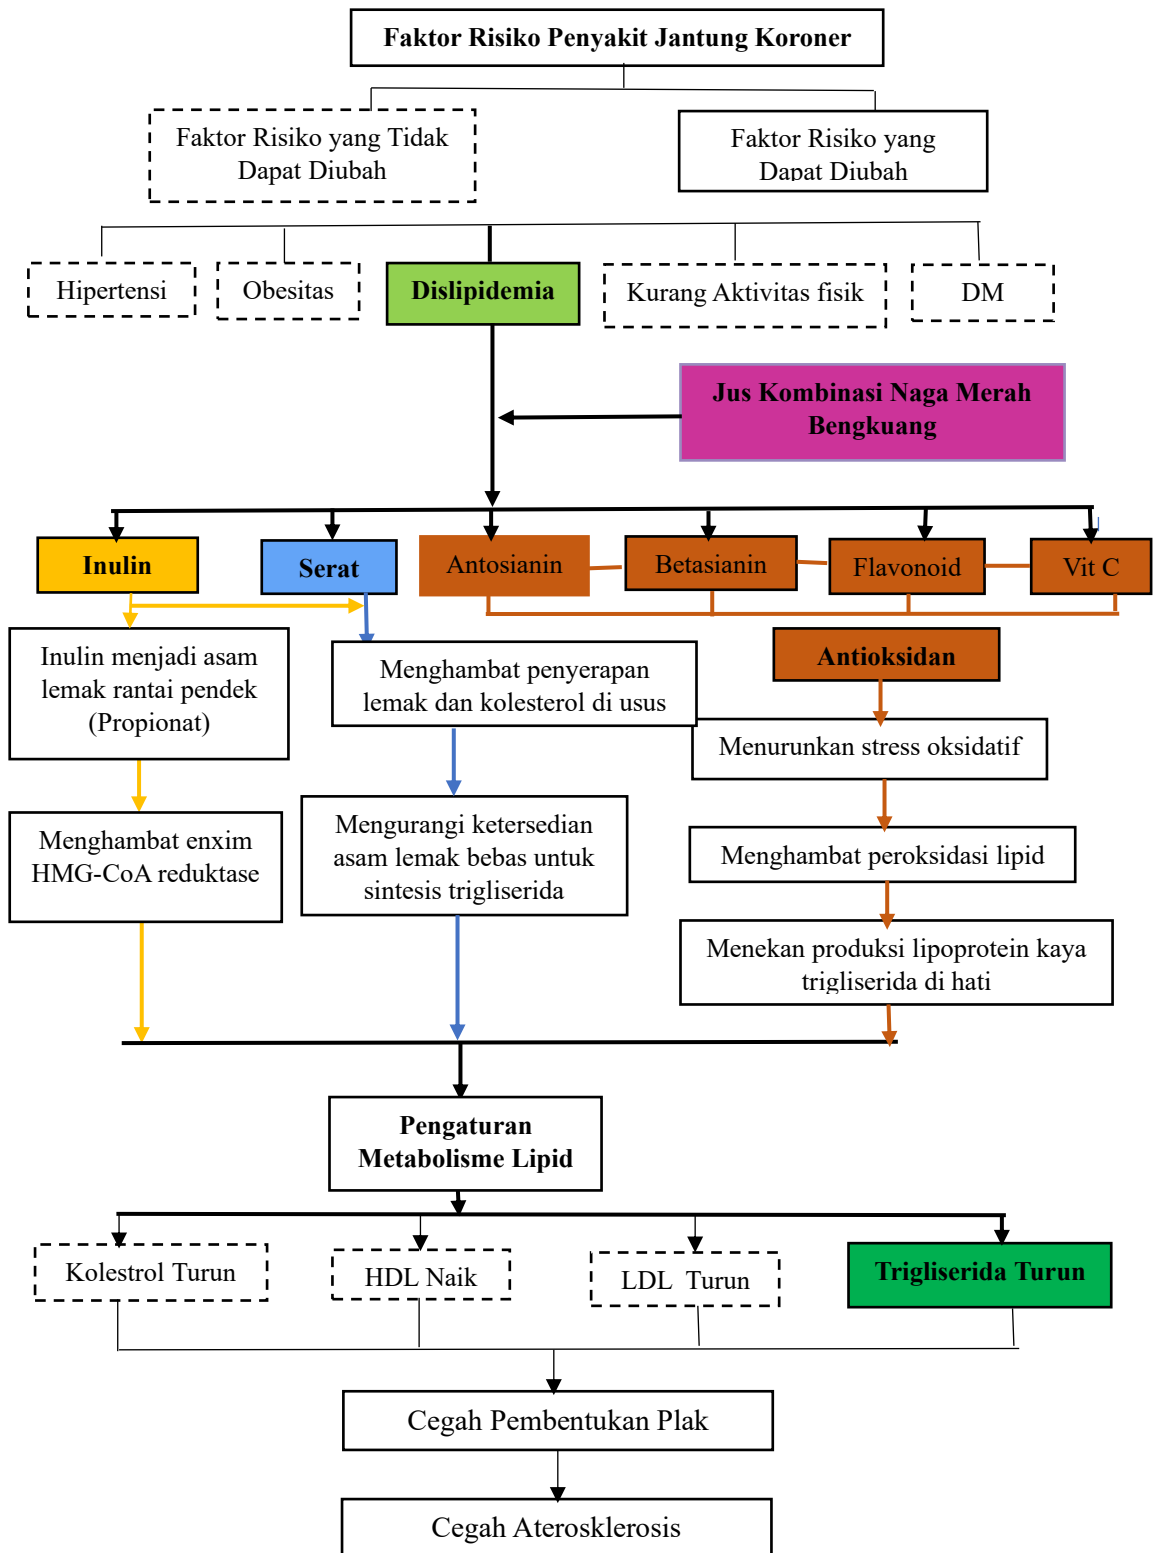 Faktor Risiko Penyakit Jantung Koroner
Faktor Risiko yang Tidak
Dapat Diubah
Faktor Risiko yang
Dapat Diubah
Hipertensi
Obesitas
Dislipidemia
Kurang Aktivitas fisik
DM
Jus Kombinasi Naga Merah
Bengkuang
Inulin
Serat
Antosianin
Betasianin
Flavonoid
Vit C
Inulin menjadi asam
lemak rantai pendek
(Propionat)
Menghambat penyerapan
lemak dan kolesterol di usus
Antioksidan
Menurunkan stress oksidatif
Menghambat enxim
HMG-CoA reduktase
Mengurangi ketersedian
asam lemak bebas untuk
sintesis trigliserida
Menghambat peroksidasi lipid
Menekan produksi lipoprotein kaya
trigliserida di hati
Pengaturan
Metabolisme Lipid
Kolestrol Turun
HDL Naik
LDL  Turun
Trigliserida Turun
Cegah Pembentukan Plak
Cegah Aterosklerosis